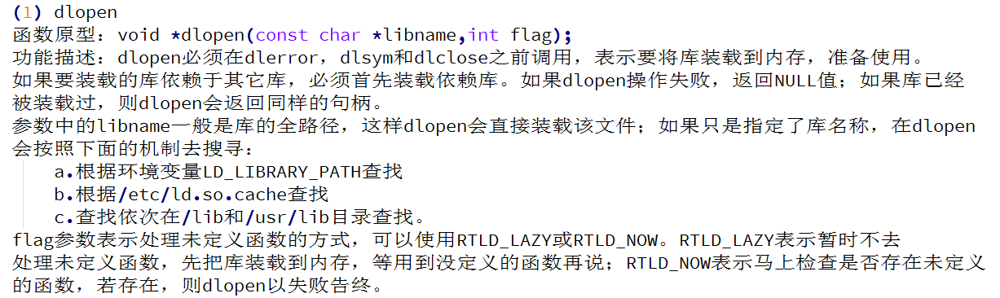 (1) dlopen
函数原型：void *dlopen(const char *libname,int flag);
功能描述：dlopen必须在dlerror，dlsym和dlclose之前调用，表示要将库装载到内存，准备使用。
如果要装载的库依赖于其它库，必须首先装载依赖库。如果dlopen操作失败，返回NULL值；如果库已经
被装载过，则dlopen会返回同样的句柄。
参数中的libname一般是库的全路径，这样dlopen会直接装载该文件；如果只是指定了库名称，在dlopen
会按照下面的机制去搜寻：
a.根据环境变量LD_LIBRARY_PATH查找
b.根据/etc/ld.so.cache查找
c.查找依次在/lib和/usr/lib目录查找。
flag参数表示处理未定义函数的方式，可以使用RTLD_LAZY或RTLD_NOW。RTLD_LAZY表示暂时不去
处理未定义函数，先把库装载到内存，等用到没定义的函数再说；RTLD_NOW表示马上检查是否存在未定义
的函数，若存在，则dlopen以失败告终。